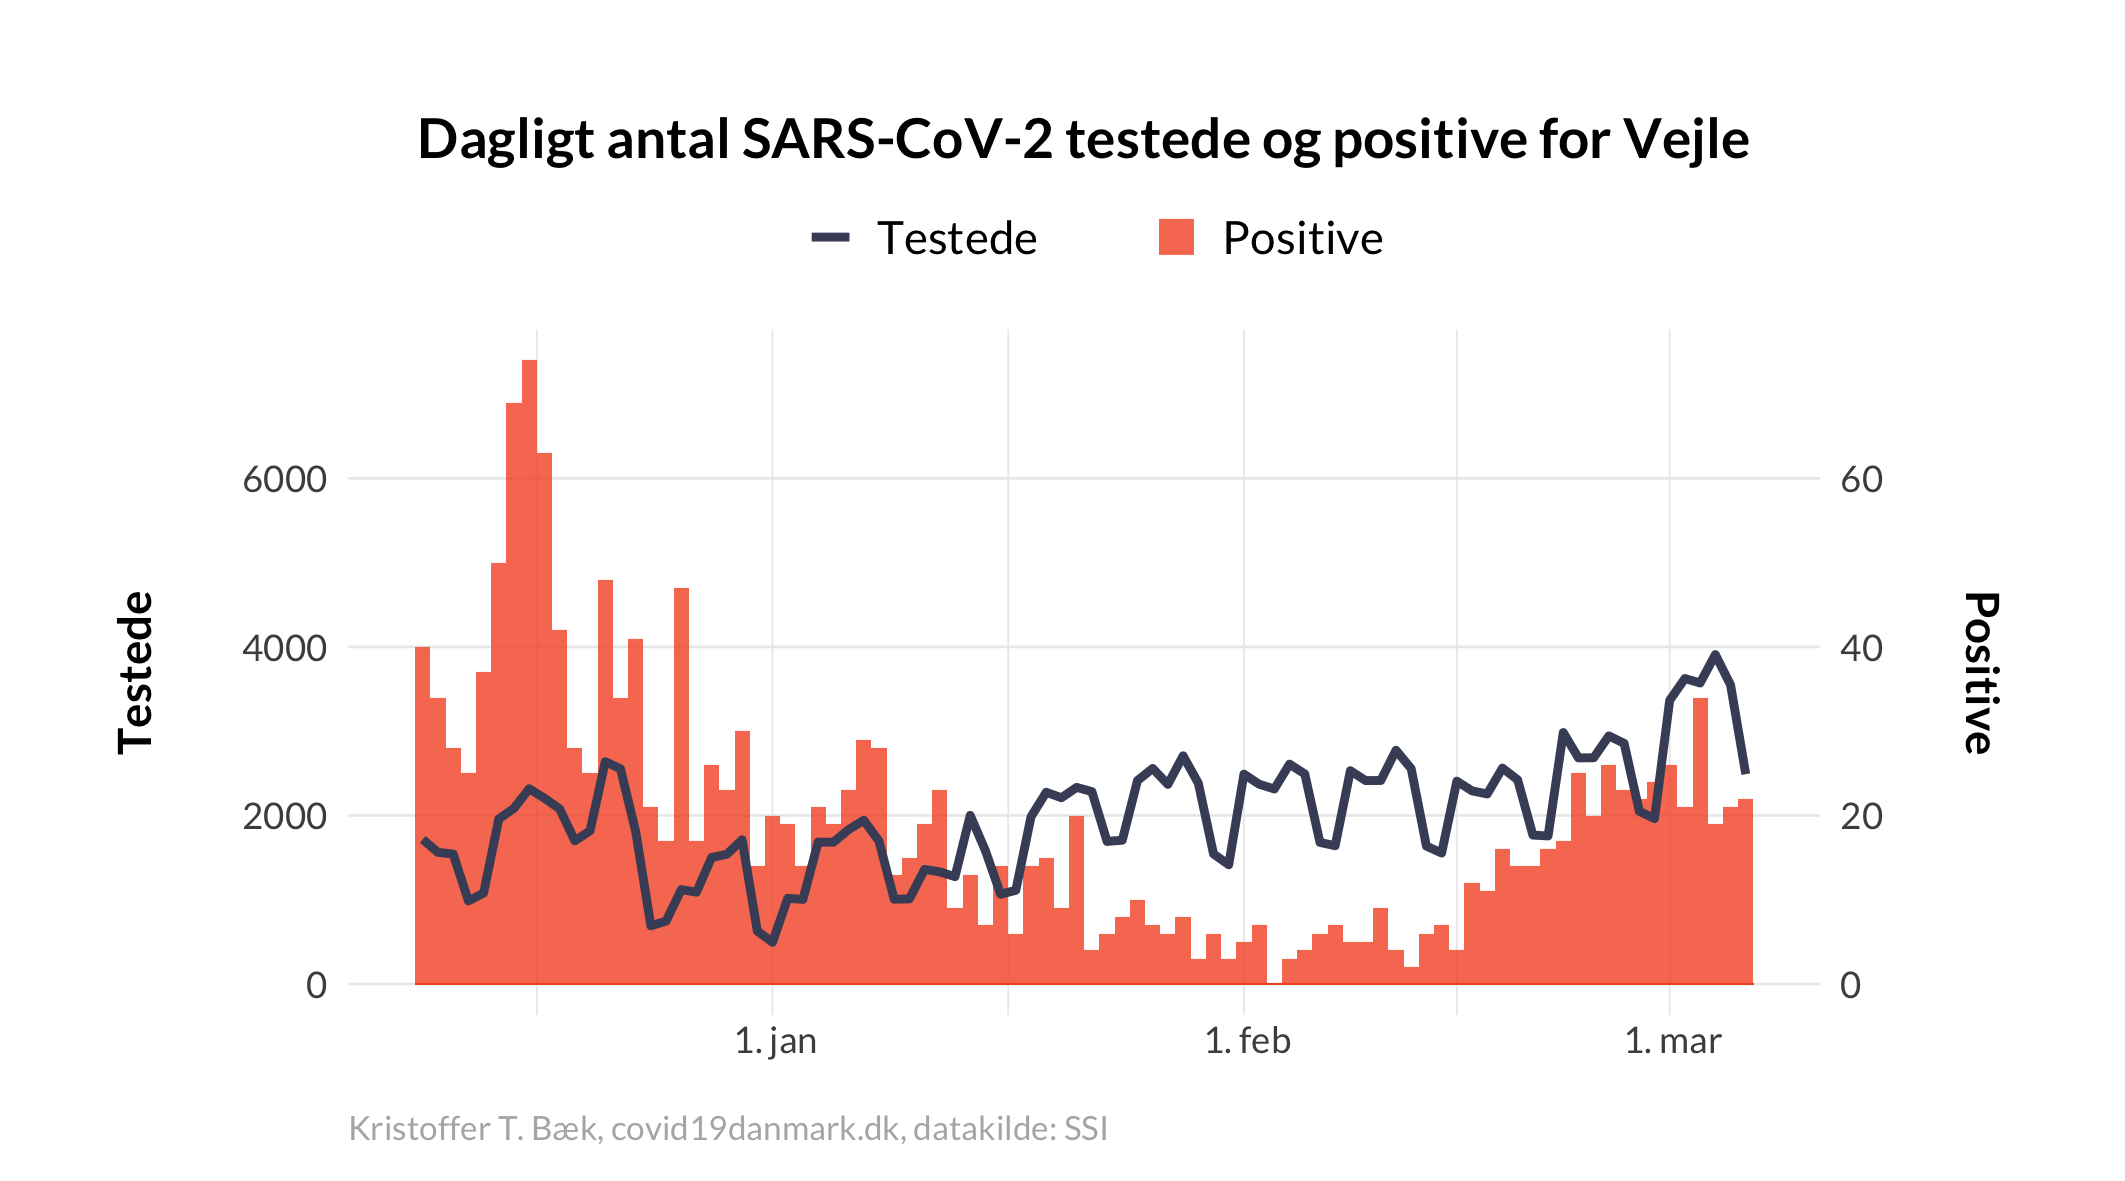 Dagligt antal SARS-CoV-2 testede og positive for Vejle
Testede
Positive
Testede
6000
4000
2000
0
60
40
20
0
Positive
1. jan
1. feb
1. mar
Kristoffer T. Bæk, covid19danmark.dk, datakilde: SSI